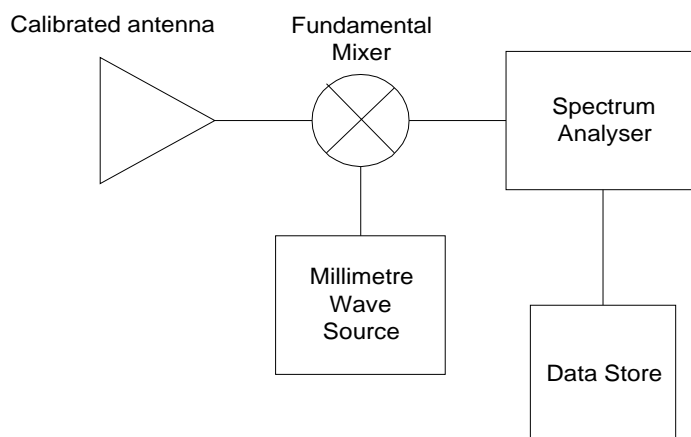 Calibrated antenna
Fundamental
Mixer
Spectrum
Analyser
Millimetre
Wave
Source
Data Store